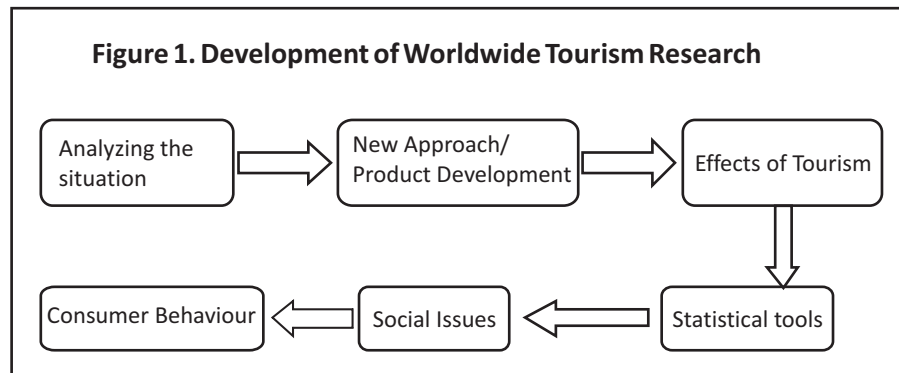 Figure 1. Development of Worldwide Tourism Research
Analyzing the
situation
New Approach/
Product Development
Effects of Tourism
Statistical tools
Social Issues
Consumer Behaviour